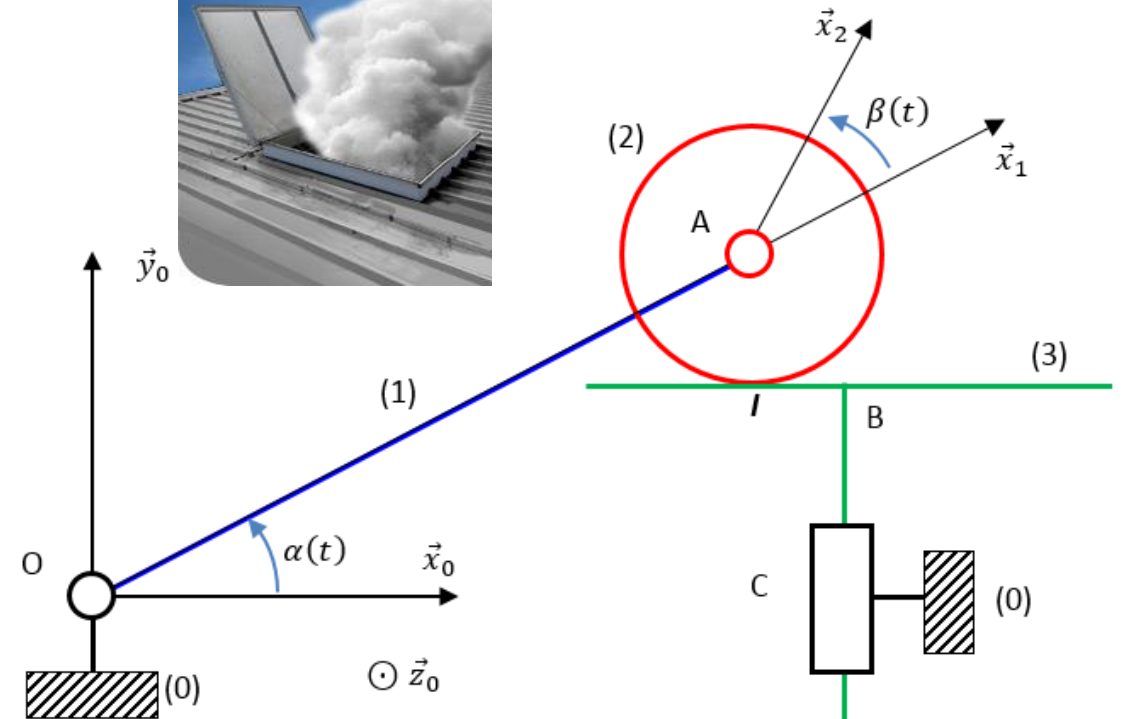 x⃗₂
β(t)
(2)
x⃗₁
A
y⃗₀
(3)
I
(1)
B
α(t)
O
x⃗₀
C
(0)
⊙ z⃗₀
(0)